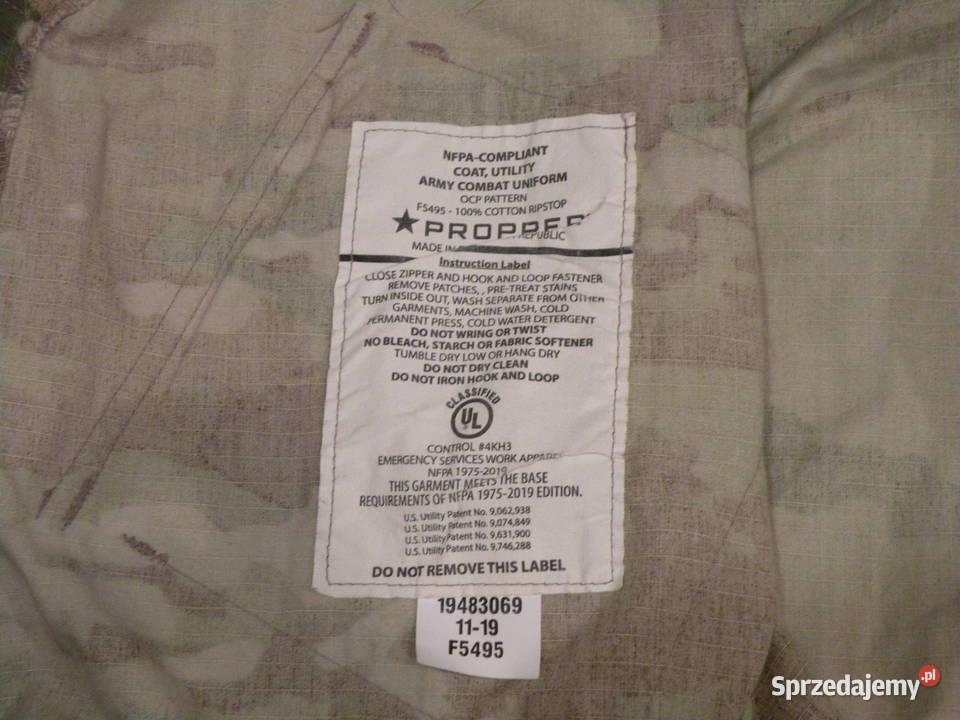 NFPA-COMPLIANT
COAT, UTILITY
ARMY COMBAT UNIFORM
OCP PATTERN
F5495 - 100% COTTON RIPSTOP
PROPPER
MADE IN
Instruction Label
CLOSE ZIPPER AND HOOK AND LOOP FASTENER
REMOVE PATCHES, , PRE-TREAT STAINS
TURN INSIDE OUT, WASH SEPARATE FROM OTHER
GARMENTS, MACHINE WASH, COLD
PERMANENT PRESS, COLD WATER DETERGENT
DO NOT WRING OR TWIST
NO BLEACH, STARCH OR FABRIC SOFTENER
TUMBLE DRY LOW OR HANG DRY
DO NOT DRY CLEAN
DO NOT IRON HOOK AND LOOP
CLASSIFIED
UL
CONTROL #4KH3
EMERGENCY SERVICES WORK APPAREL
NFPA 1975-2019
THIS GARMENT MEETS THE BASE
REQUIREMENTS OF NFPA 1975-2019 EDITION.
U.S. Utility Patent No. 9,062,938
U.S. Utility Patent No. 9,074,849
U.S. Utility Patent No. 9,631,900
U.S. Utility Patent No. 9,746,288
DO NOT REMOVE THIS LABEL
19483069
11-19
F5495
Sprzedajemy.pl